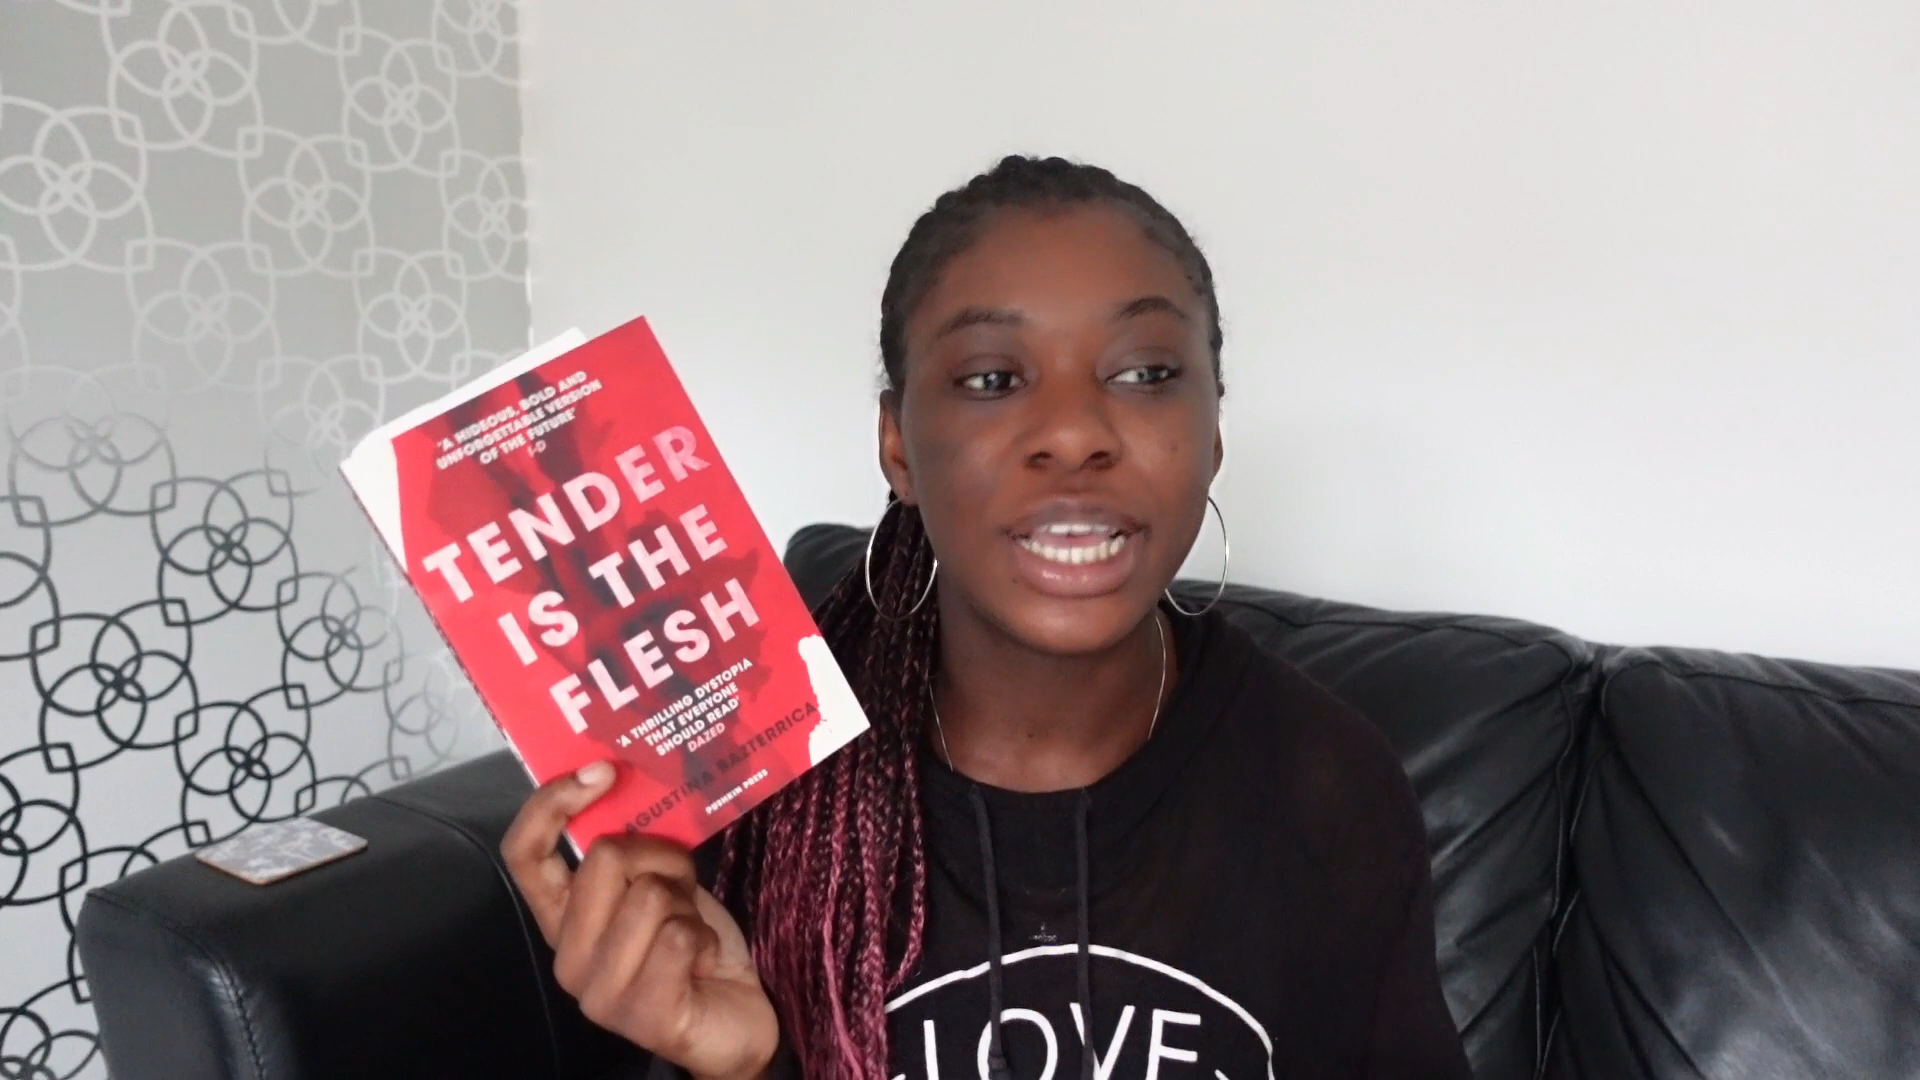 'A HIDEOUS, BOLD AND
UNFORGETTABLE VERSION
OF THE FUTURE'
I-D
TENDER
IS THE
FLESH
'A THRILLING DYSTOPIA
THAT EVERYONE
SHOULD READ'
DAZED
AGUSTINA BAZTERRICA
PUSHKIN PRESS
LOVE